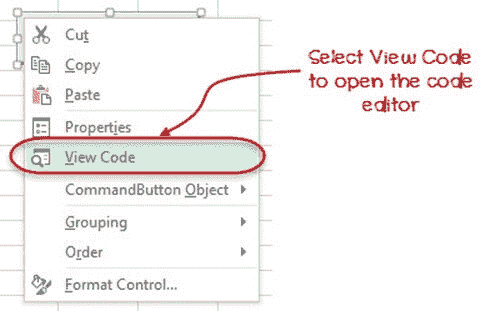 Cut
Copy
Paste
Properties
View Code
CommandButton Object
Grouping
Order
Format Control...
Select View Code
to open the code
editor